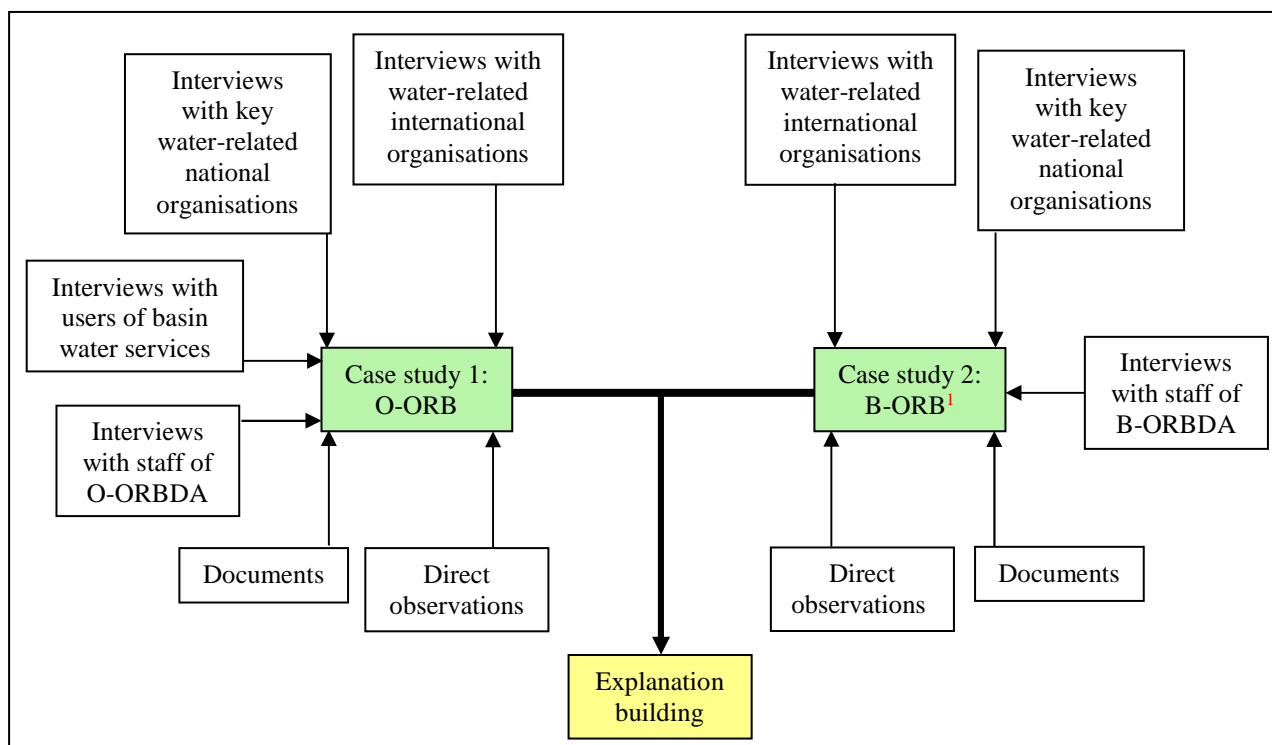 Interviews
with key
water-related
national
organisations
Interviews with
water-related
international
organisations
Interviews with
water-related
international
organisations
Interviews
with key
water-related
national
organisations
Interviews with
users of basin
water services
Case study 1:
O-ORB
Case study 2:
B-ORB1
Interviews
with staff of
B-ORBDA
Interviews
with staff of
O-ORBDA
Documents
Direct
observations
Direct
observations
Documents
Explanation
building